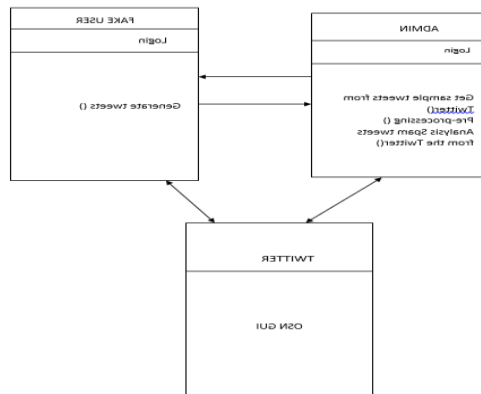 FAKE USER
Login
Generate tweets ()
ADMIN
Login
Get sample tweets from
Twitter()
Pre-processing ()
Analysis Spam tweets
from the Twitter()
TWITTER
OSN GUI